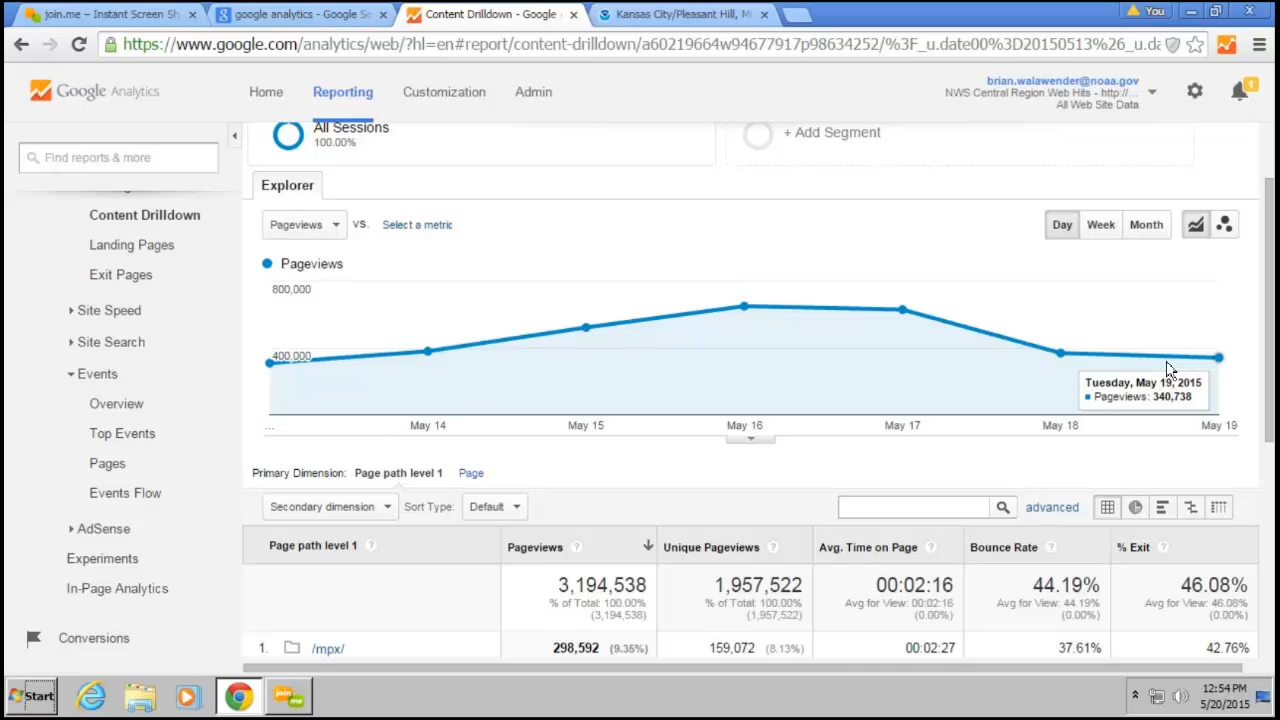 join.me – Instant Screen Sh
google analytics - Google Se
Content Drilldown - Google
Kansas City/Pleasant Hill, M
You
https://www.google.com/analytics/web/?hl=en#report/content-drilldown/a60219664w94677917p98634252/%3F_u.date00%3D20150513%26_u.da
Google Analytics
Home
Reporting
Customization
Admin
brian.walawender@noaa.gov
NWS Central Region Web Hits - http://...
All Web Site Data
1
Find reports & more
Content Drilldown
Landing Pages
Exit Pages
Site Speed
Site Search
Events
Overview
Top Events
Pages
Events Flow
AdSense
Experiments
In-Page Analytics
Conversions
All Sessions
100.00%
+ Add Segment
Explorer
Pageviews
VS.
Select a metric
Day
Week
Month
Pageviews
800,000
400,000
Tuesday, May 19, 2015
Pageviews: 340,738
...
May 14
May 15
May 16
May 17
May 18
May 19
Primary Dimension: Page path level 1 Page
Secondary dimension
Sort Type:
Default
advanced
Page path level 1 ?
Pageviews ?
Unique Pageviews ?
Avg. Time on Page ?
Bounce Rate ?
% Exit ?
3,194,538
% of Total: 100.00%
(3,194,538)
1,957,522
% of Total: 100.00%
(1,957,522)
00:02:16
Avg for View: 00:02:16
(0.00%)
44.19%
Avg for View: 44.19%
(0.00%)
46.08%
Avg for View: 46.08%
(0.00%)
1. /mpx/ 298,592 (9.35%) 159,072 (8.13%) 00:02:27 37.61% 42.76%
Start
join.me
12:54 PM
5/20/2015